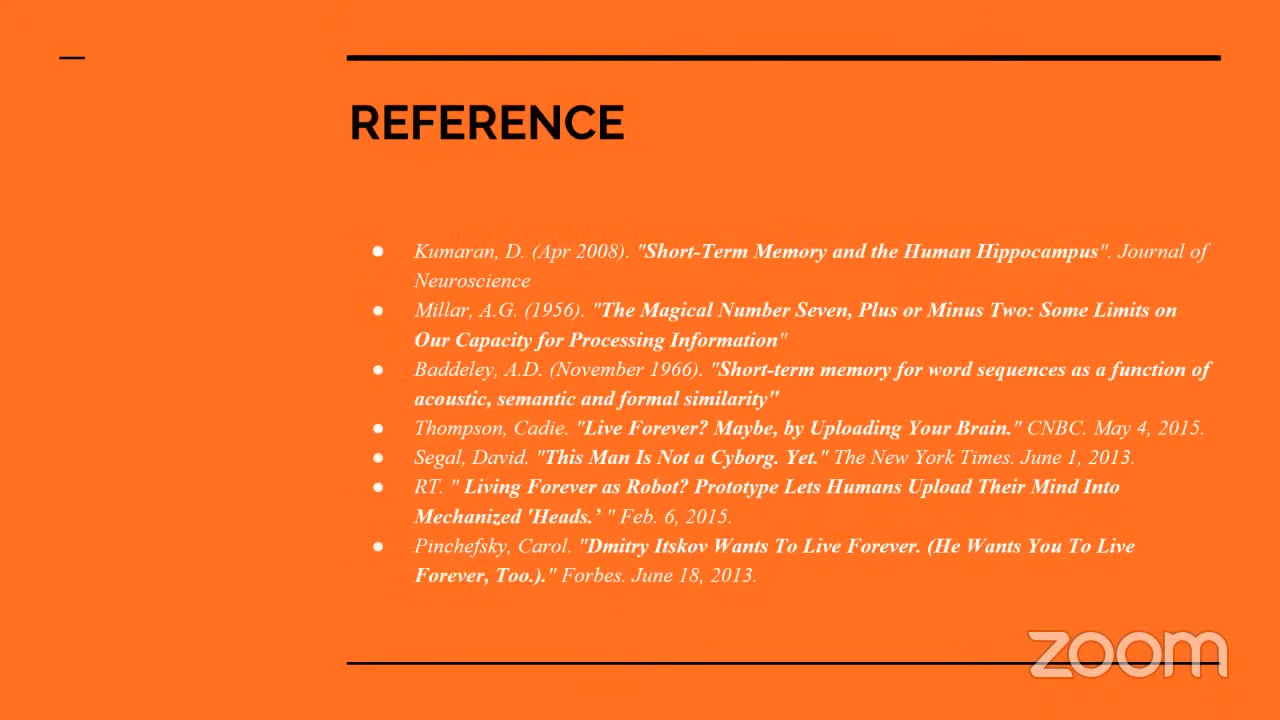 REFERENCE
● Kumaran, D. (Apr 2008). "Short-Term Memory and the Human Hippocampus". Journal of
Neuroscience
● Millar, A.G. (1956). "The Magical Number Seven, Plus or Minus Two: Some Limits on
Our Capacity for Processing Information"
● Baddeley, A.D. (November 1966). "Short-term memory for word sequences as a function of
acoustic, semantic and formal similarity"
● Thompson, Cadie. "Live Forever? Maybe, by Uploading Your Brain." CNBC. May 4, 2015.
● Segal, David. "This Man Is Not a Cyborg. Yet." The New York Times. June 1, 2013.
● RT. " Living Forever as Robot? Prototype Lets Humans Upload Their Mind Into
Mechanized 'Heads.’ " Feb. 6, 2015.
● Pinchefsky, Carol. "Dmitry Itskov Wants To Live Forever. (He Wants You To Live
Forever, Too.)." Forbes. June 18, 2013.
zoom